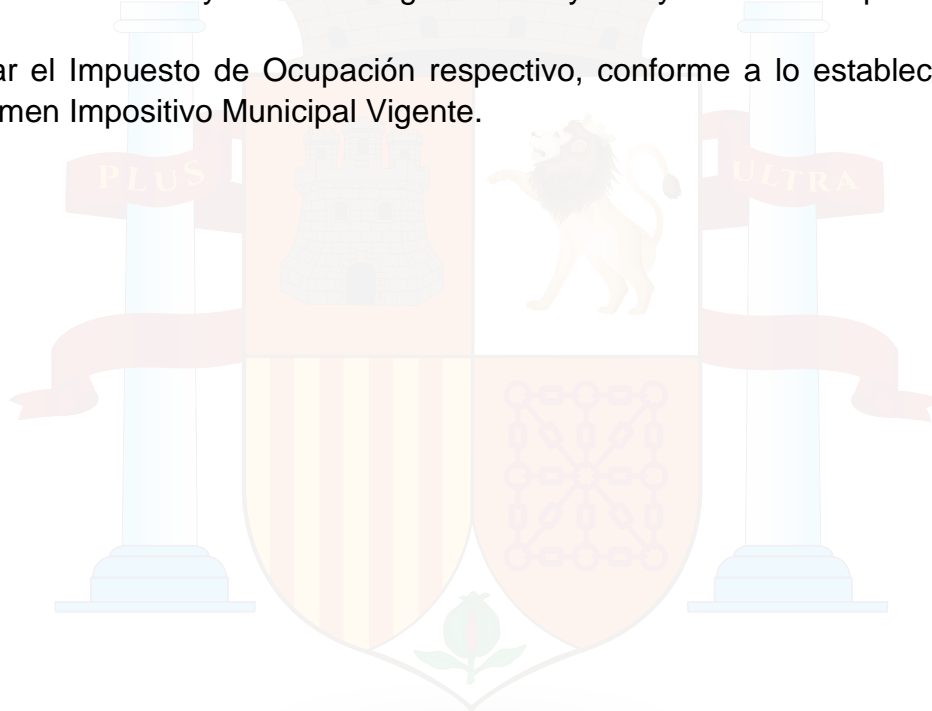 ar el Impuesto de Ocupación respectivo, conforme a lo establec
men Impositivo Municipal Vigente.
PLUS
ULTRA